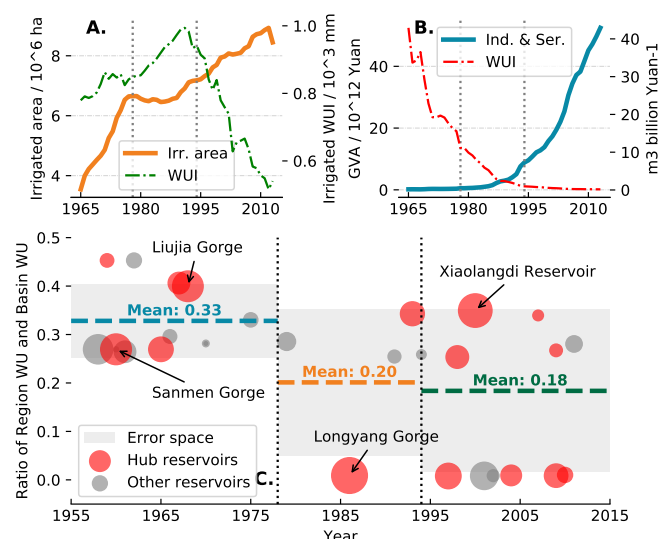 A.
Irrigated area / 10^6 ha
8
6
4
1.0
0.8
0.6
Irrigated WUI / 10^3 mm
Irr. area
WUI
1965
1980
1995
2010
B.
GVA / 10^12 Yuan
40
20
0
40
30
20
10
0
m3 billion Yuan-1
Ind. & Ser.
WUI
1965
1980
1995
2010
Ratio of Region WU and Basin WU
0.5
0.4
0.3
0.2
0.1
0.0
Liujia Gorge
Xiaolangdi Reservoir
Mean: 0.33
Mean: 0.20
Mean: 0.18
Sanmen Gorge
Longyang Gorge
Error space
Hub reservoirs
Other reservoirs
C.
1955
1965
1975
1985
1995
2005
2015
Year